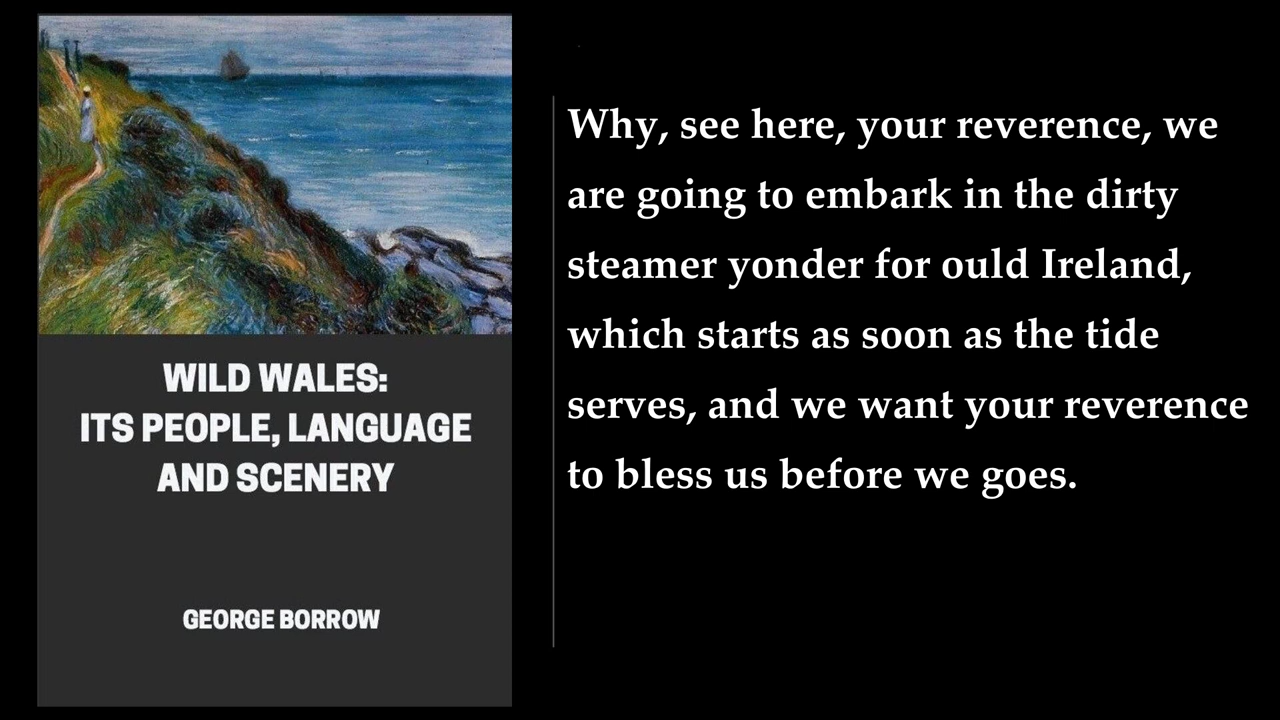 WILD WALES:
ITS PEOPLE, LANGUAGE
AND SCENERY
GEORGE BORROW
Why, see here, your reverence, we
are going to embark in the dirty
steamer yonder for ould Ireland,
which starts as soon as the tide
serves, and we want your reverence
to bless us before we goes.